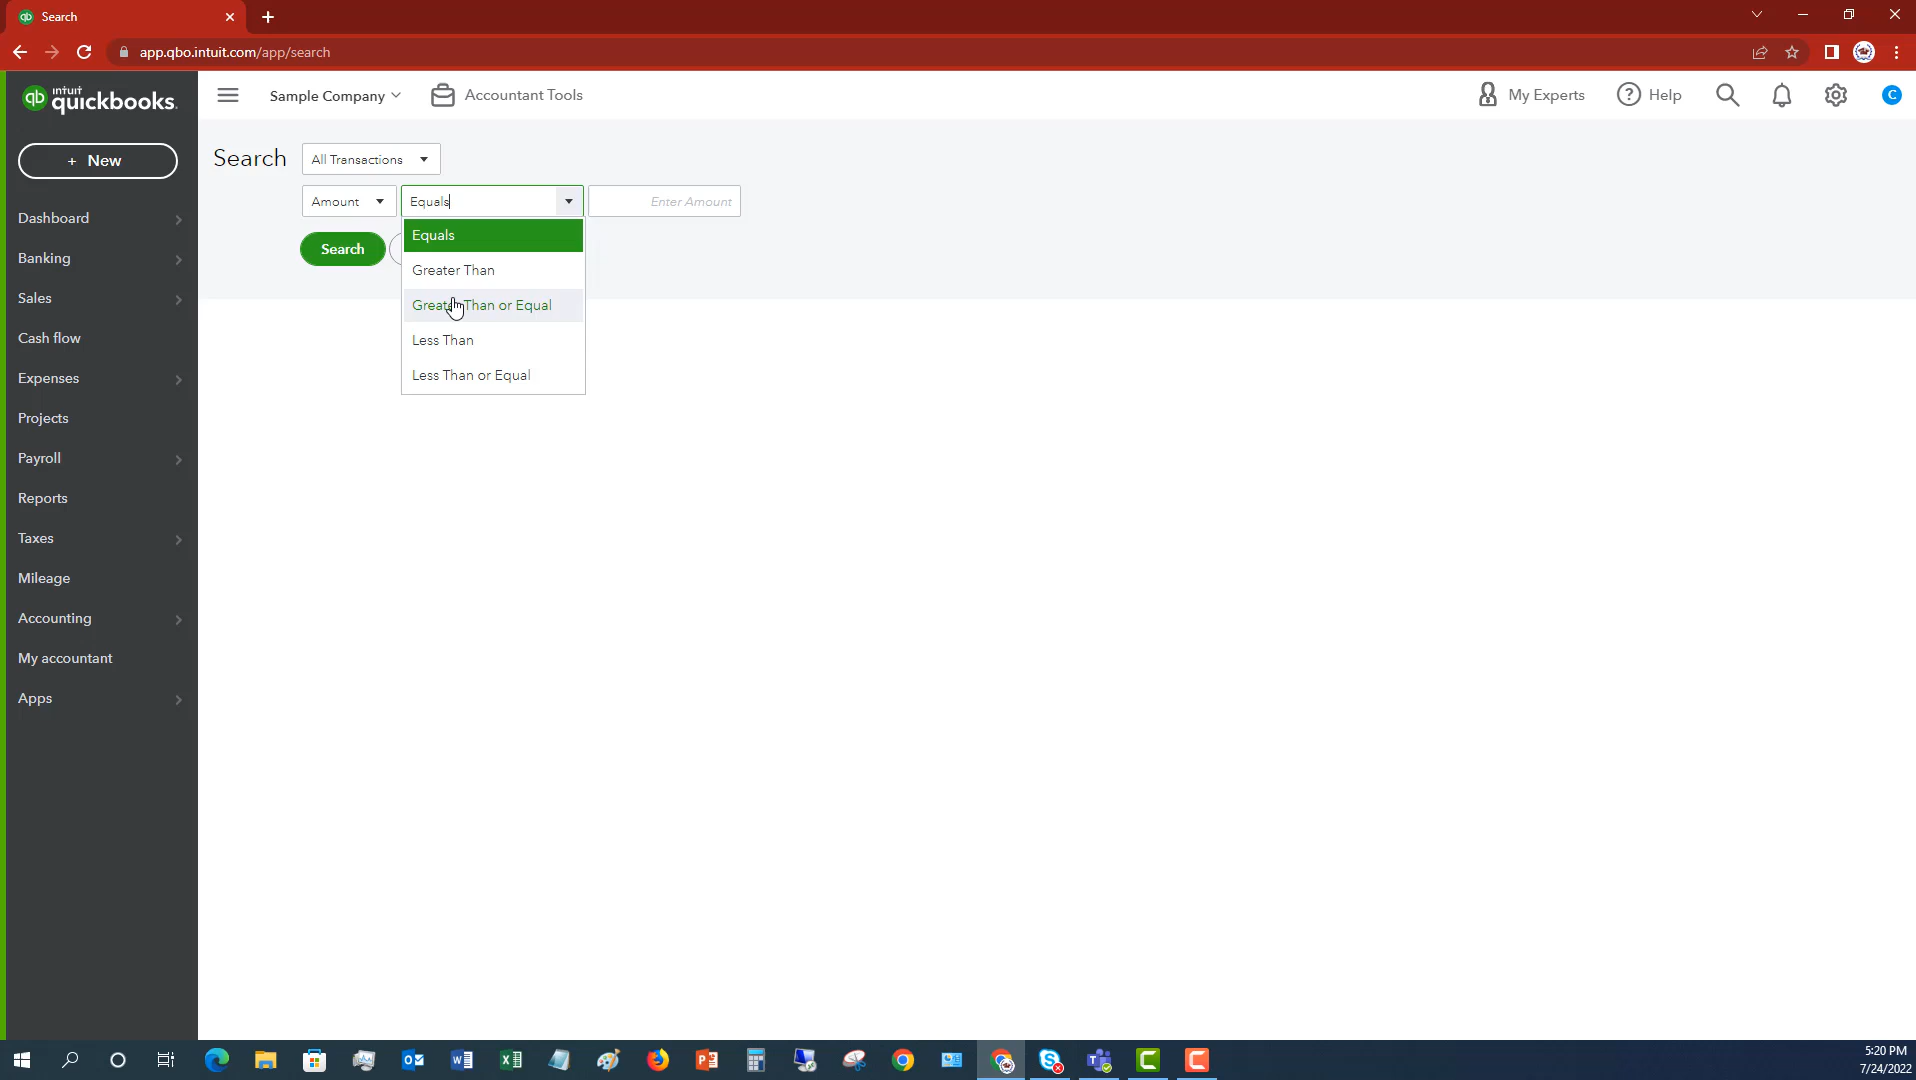 Search
app.qbo.intuit.com/app/search
intuit
quickbooks.
Sample Company
Accountant Tools
My Experts
Help
C
+ New
Search
All Transactions
Amount
Equals
Enter Amount
Search
Equals
Greater Than
Greater Than or Equal
Less Than
Less Than or Equal
Dashboard
Banking
Sales
Cash flow
Expenses
Projects
Payroll
Reports
Taxes
Mileage
Accounting
My accountant
Apps
5:20 PM
7/24/2022